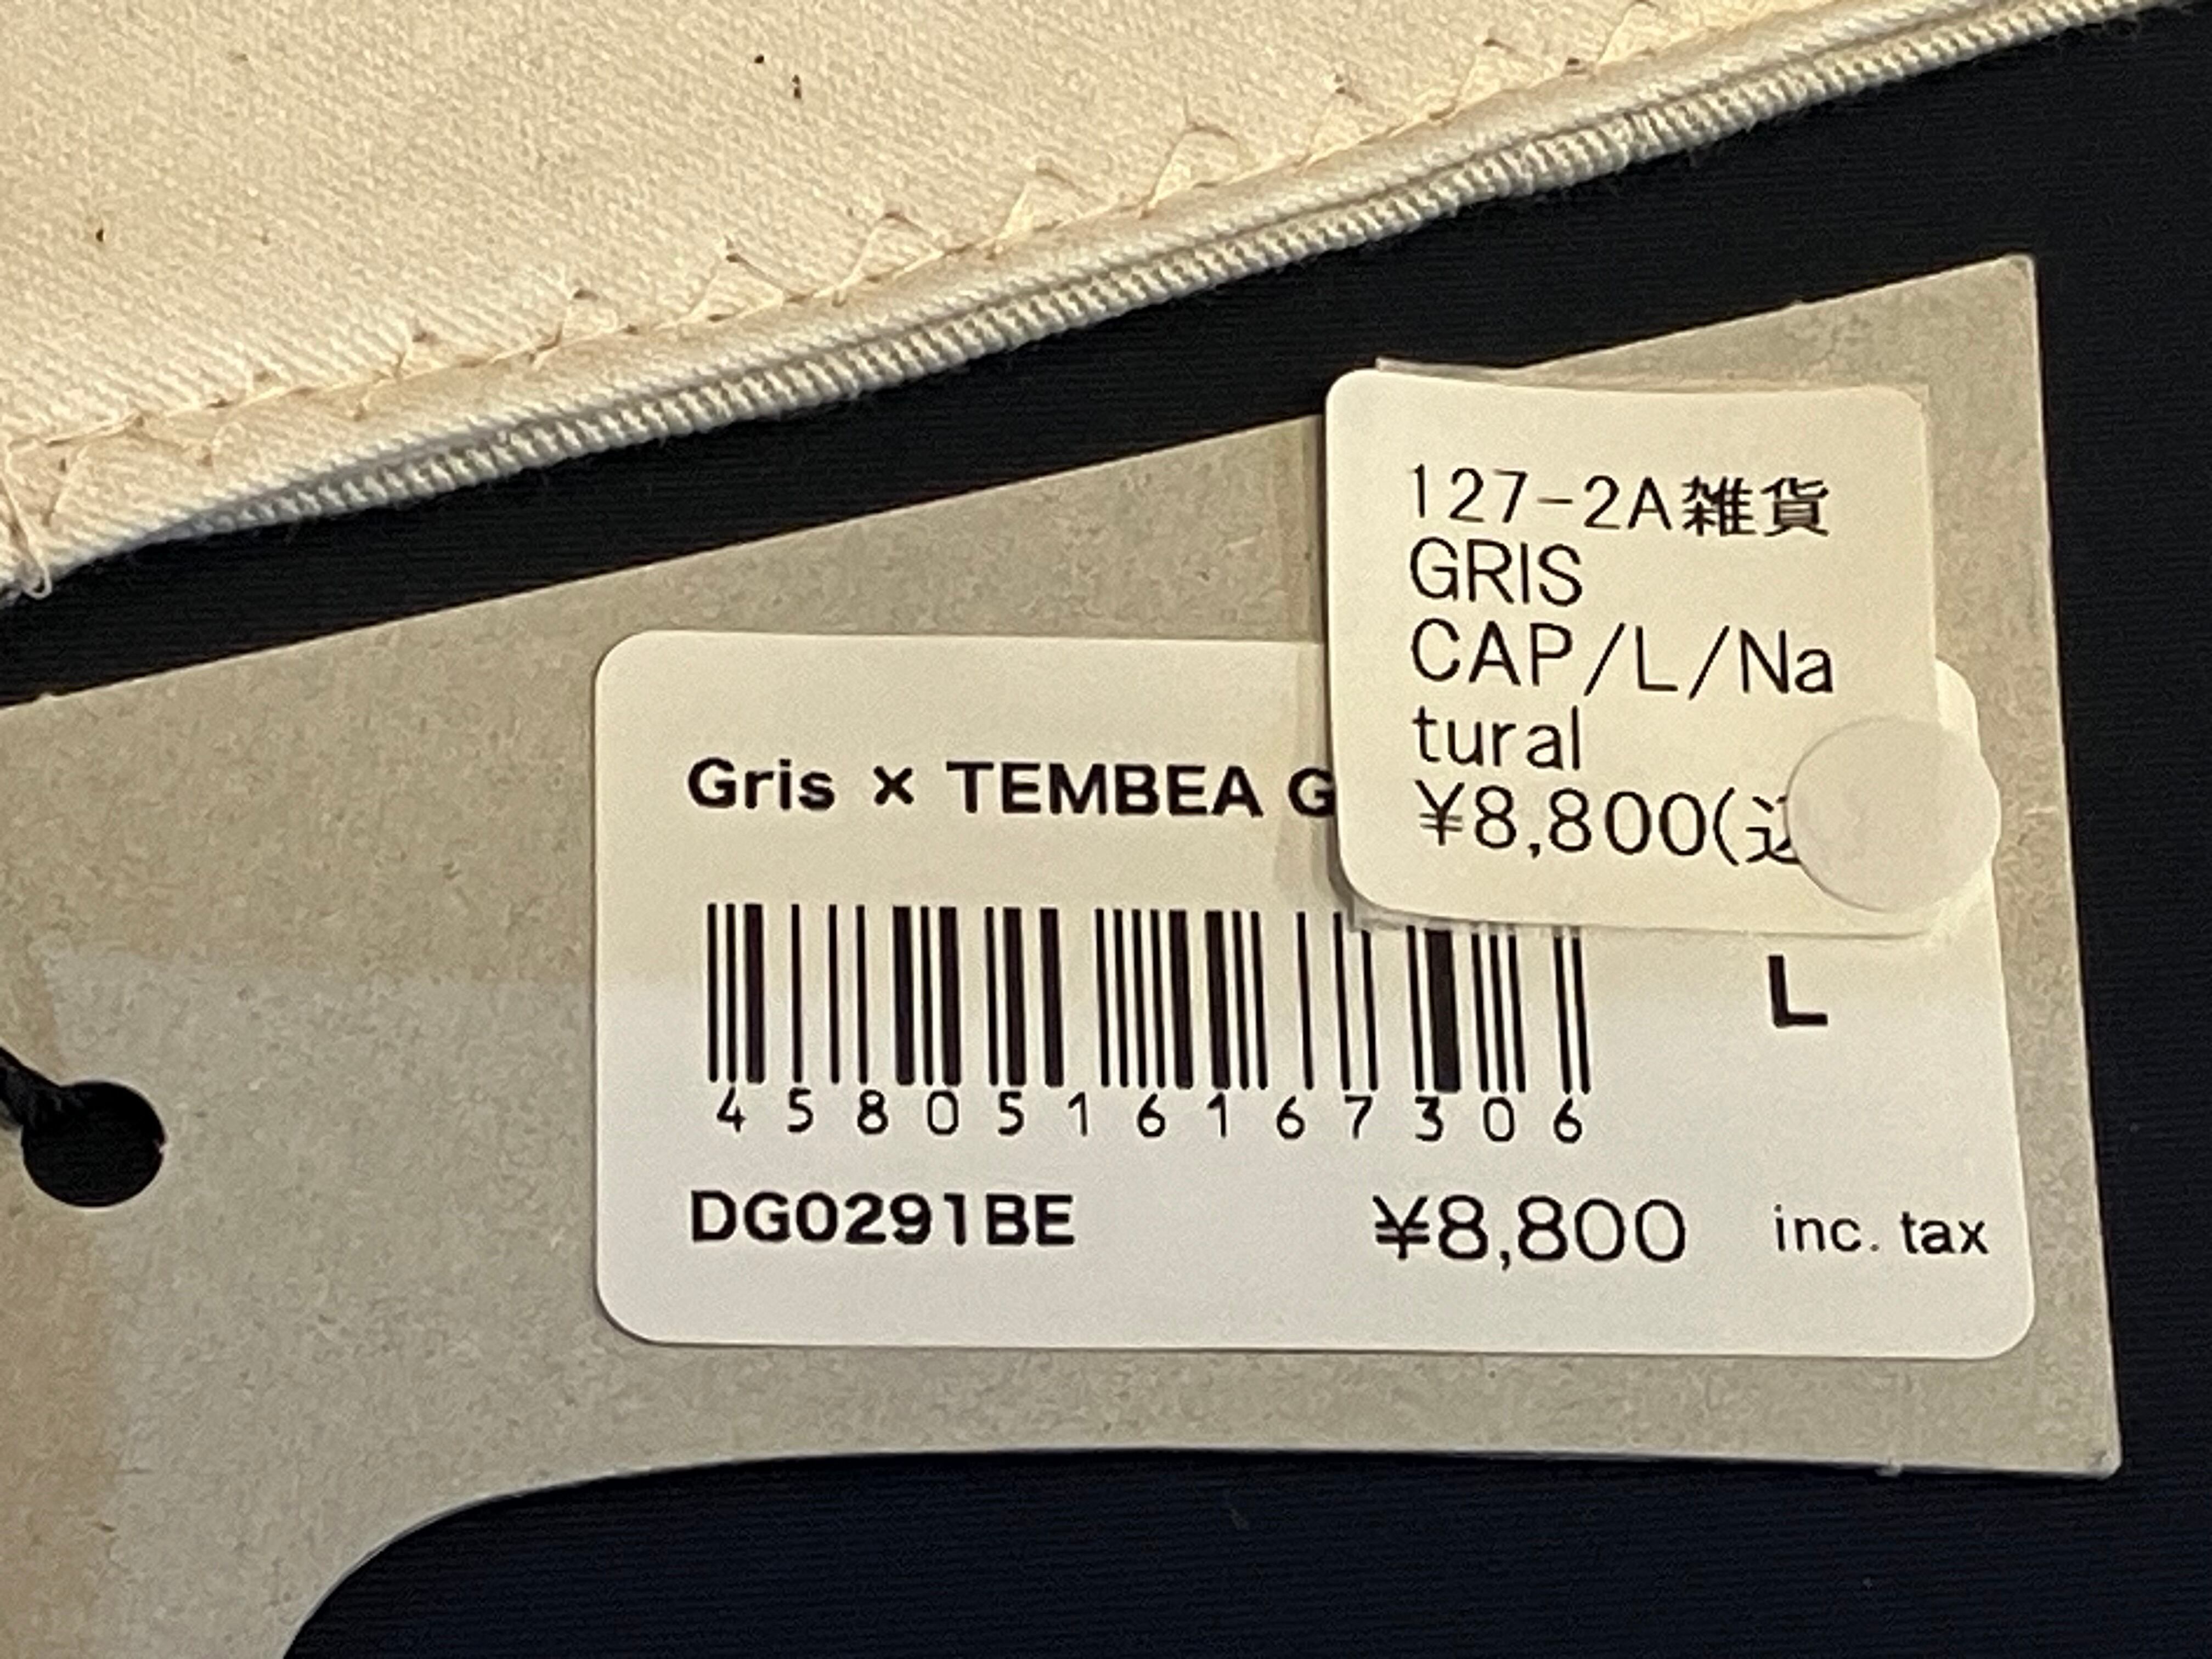 127-2A雑貨
GRIS
CAP/L/Na
tural
¥8,800(込
Gris × TEMBEA G
L
4580516167306
DG0291BE
¥8,800 inc. tax